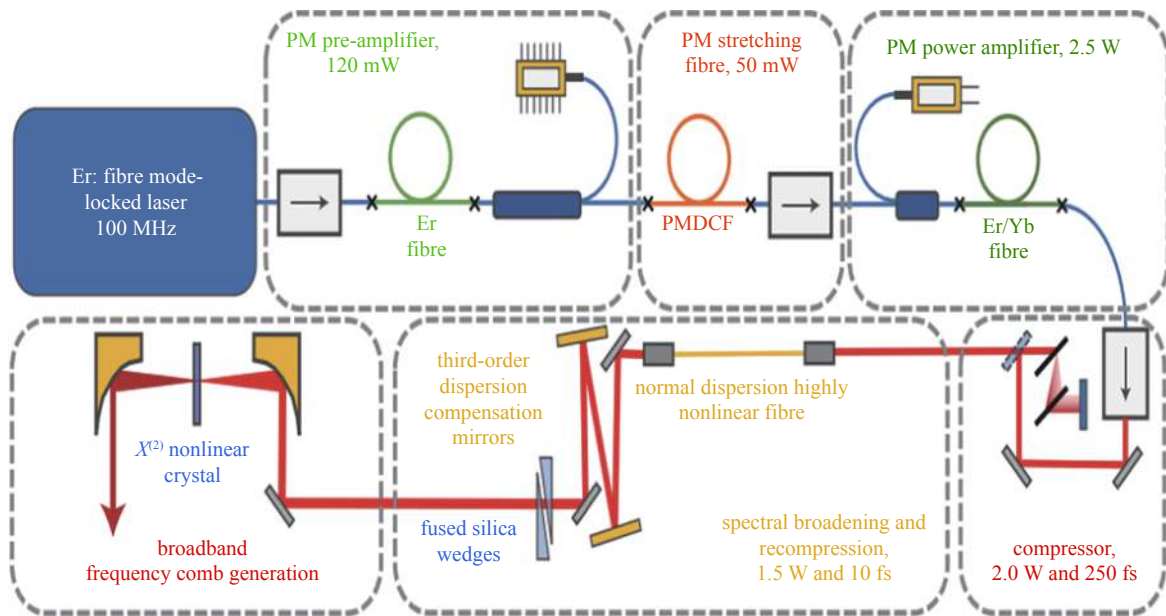 PM pre-amplifier,
120 mW
PM stretching
fibre, 50 mW
PM power amplifier, 2.5 W
Er: fibre mode-
locked laser
100 MHz
Er
fibre
PMDCF
Er/Yb
fibre
third-order
dispersion
compensation
mirrors
normal dispersion highly
nonlinear fibre
X(2) nonlinear
crystal
fused silica
wedges
spectral broadening and
recompression,
1.5 W and 10 fs
broadband
frequency comb generation
compressor,
2.0 W and 250 fs